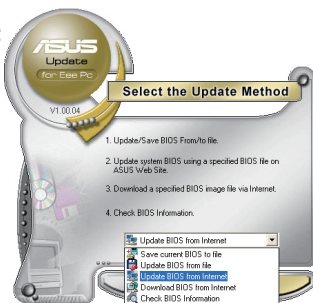 ASUS
Update
for Eee Pc
V1.00.04
Select the Update Method
1. Update/Save BIOS From/to file.
2. Update system BIOS using a specified BIOS file on
ASUS Web Site.
3. Download a specified BIOS image file via Internet.
4. Check BIOS Information.
Update BIOS from Internet
Save current BIOS to file
Update BIOS from file
Update BIOS from Internet
Download BIOS from Internet
Check BIOS Information